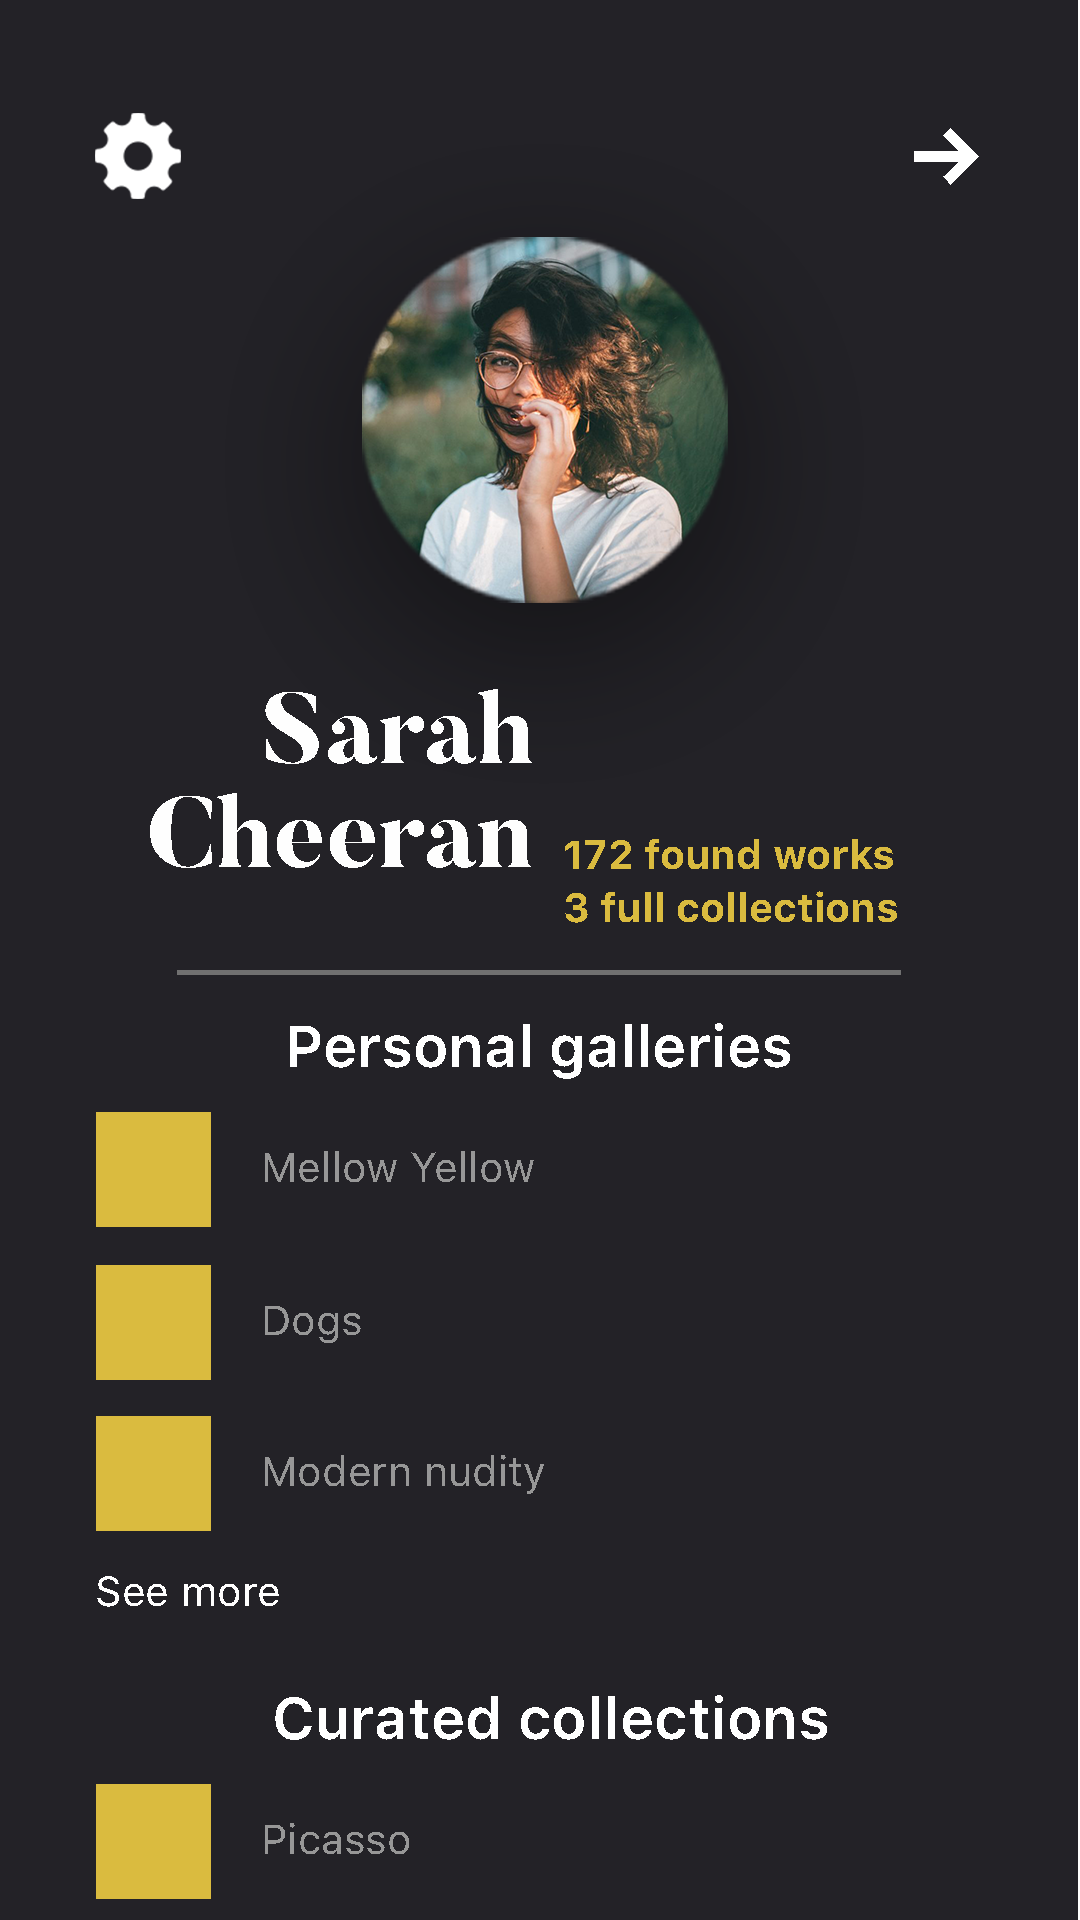 Sarah
Cheeran
172 found works
3 full collections
Personal galleries
Mellow Yellow
Dogs
Modern nudity
See more
Curated collections
Picasso